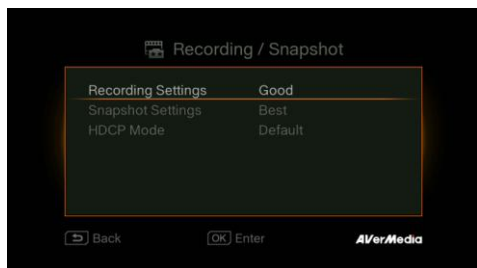 Recording / Snapshot
Recording Settings Good
Snapshot Settings Best
HDCP Mode Default
Back OK Enter AVerMedia